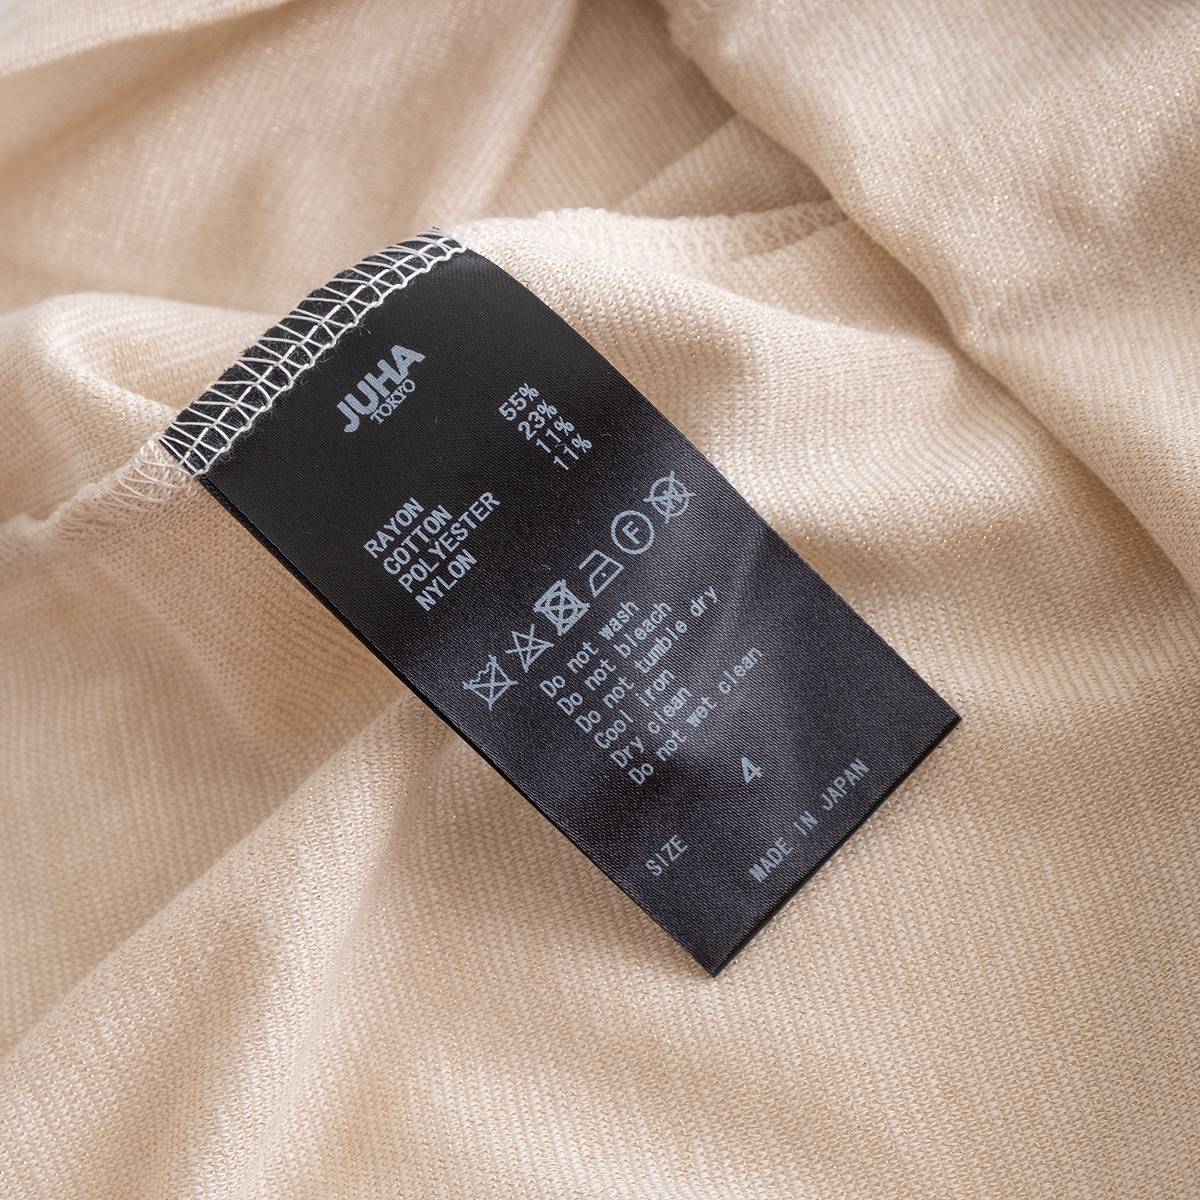 JUHA
TOKYO
RAYON 55%
COTTON 23%
POLYESTER 11%
NYLON 11%
F W
Do not wash
Do not bleach
Do not tumble dry
Cool iron
Dry clean
Do not wet clean
SIZE 4
MADE IN JAPAN